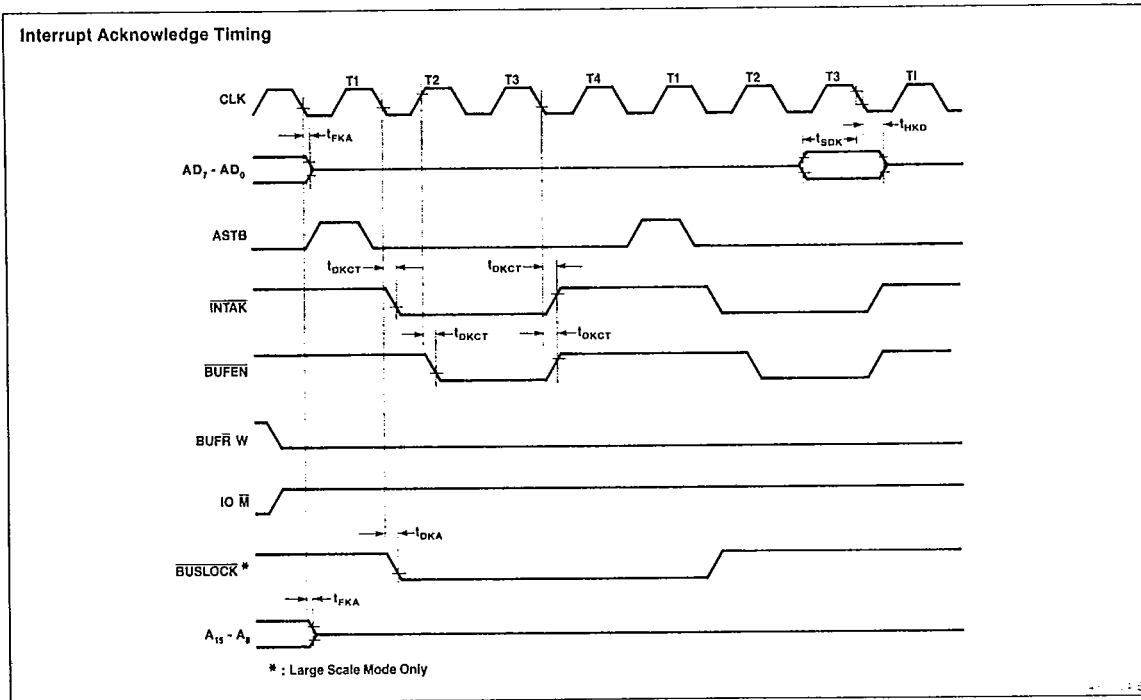 Interrupt Acknowledge Timing
T1 T2 T3 T4 T1 T2 T3 TI
CLK
tFKA
tSDK
tHKD
AD7 - AD0
ASTB
tDKCT
tDKCT
INTAK
tDKCT
tDKCT
BUFEN
BUFR W
IO M
tDKA
BUSLOCK *
tFKA
A15 - A8
* : Large Scale Mode Only